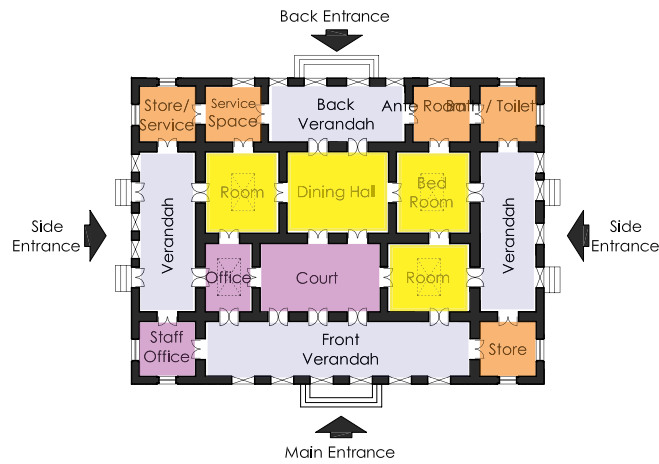 Back Entrance
Store/
Service
Service
Space
Back
Verandah
Ante Room
Bath / Toilet
Room
Dining Hall
Bed
Room
Side
Entrance
Verandah
Verandah
Side
Entrance
Office
Court
Room
Staff
Office
Front
Verandah
Store
Main Entrance